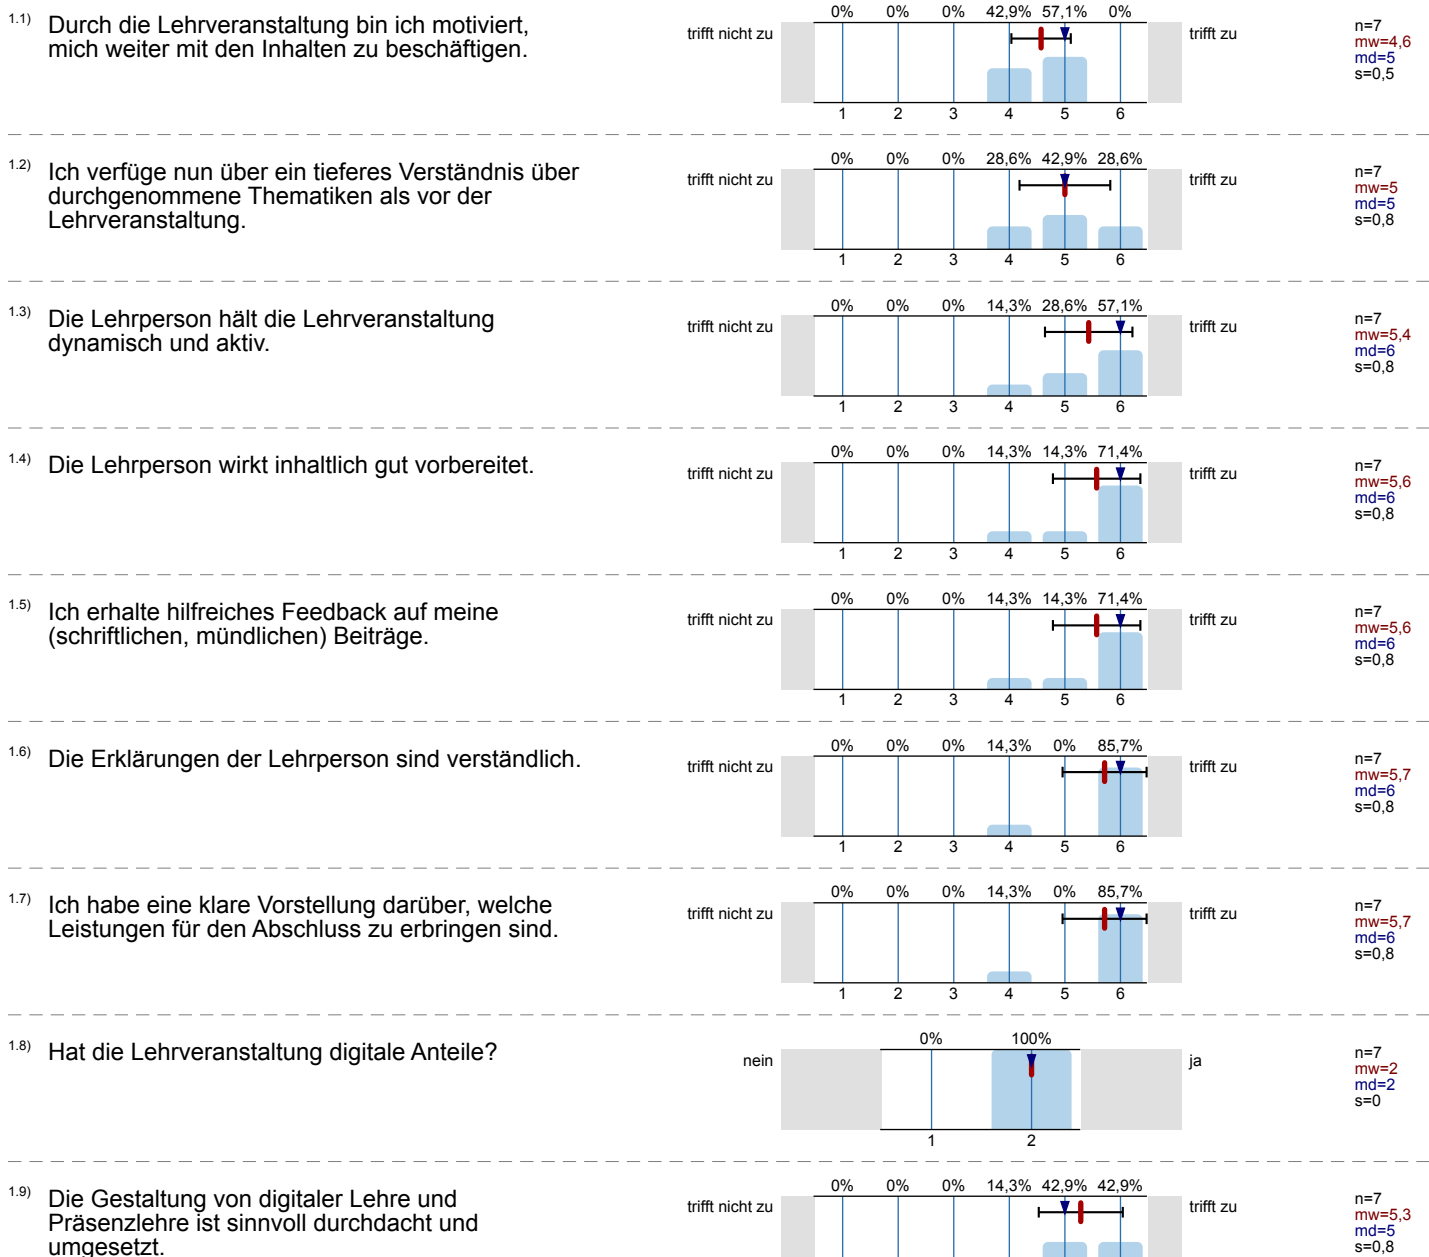 1.1) Durch die Lehrveranstaltung bin ich motiviert,
mich weiter mit den Inhalten zu beschäftigen.
0% 0% 0% 42,9% 57,1% 0%
trifft nicht zu
trifft zu
1 2 3 4 5 6
n=7
mw=4,6
md=5
s=0,5
1.2) Ich verfüge nun über ein tieferes Verständnis über
durchgenommene Thematiken als vor der
Lehrveranstaltung.
0% 0% 0% 28,6% 42,9% 28,6%
trifft nicht zu
trifft zu
1 2 3 4 5 6
n=7
mw=5
md=5
s=0,8
1.3) Die Lehrperson hält die Lehrveranstaltung
dynamisch und aktiv.
0% 0% 0% 14,3% 28,6% 57,1%
trifft nicht zu
trifft zu
1 2 3 4 5 6
n=7
mw=5,4
md=6
s=0,8
1.4) Die Lehrperson wirkt inhaltlich gut vorbereitet.
0% 0% 0% 14,3% 14,3% 71,4%
trifft nicht zu
trifft zu
1 2 3 4 5 6
n=7
mw=5,6
md=6
s=0,8
1.5) Ich erhalte hilfreiches Feedback auf meine
(schriftlichen, mündlichen) Beiträge.
0% 0% 0% 14,3% 14,3% 71,4%
trifft nicht zu
trifft zu
1 2 3 4 5 6
n=7
mw=5,6
md=6
s=0,8
1.6) Die Erklärungen der Lehrperson sind verständlich.
0% 0% 0% 14,3% 0% 85,7%
trifft nicht zu
trifft zu
1 2 3 4 5 6
n=7
mw=5,7
md=6
s=0,8
1.7) Ich habe eine klare Vorstellung darüber, welche
Leistungen für den Abschluss zu erbringen sind.
0% 0% 0% 14,3% 0% 85,7%
trifft nicht zu
trifft zu
1 2 3 4 5 6
n=7
mw=5,7
md=6
s=0,8
1.8) Hat die Lehrveranstaltung digitale Anteile?
0% 100%
nein
ja
1 2
n=7
mw=2
md=2
s=0
1.9) Die Gestaltung von digitaler Lehre und
Präsenzlehre ist sinnvoll durchdacht und
umgesetzt.
0% 0% 0% 14,3% 42,9% 42,9%
trifft nicht zu
trifft zu
n=7
mw=5,3
md=5
s=0,8